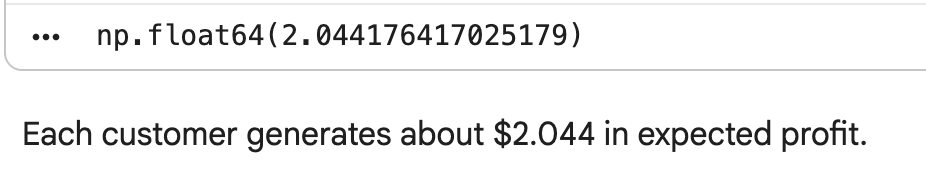 ••• np.float64(2.044176417025179)
Each customer generates about $2.044 in expected profit.